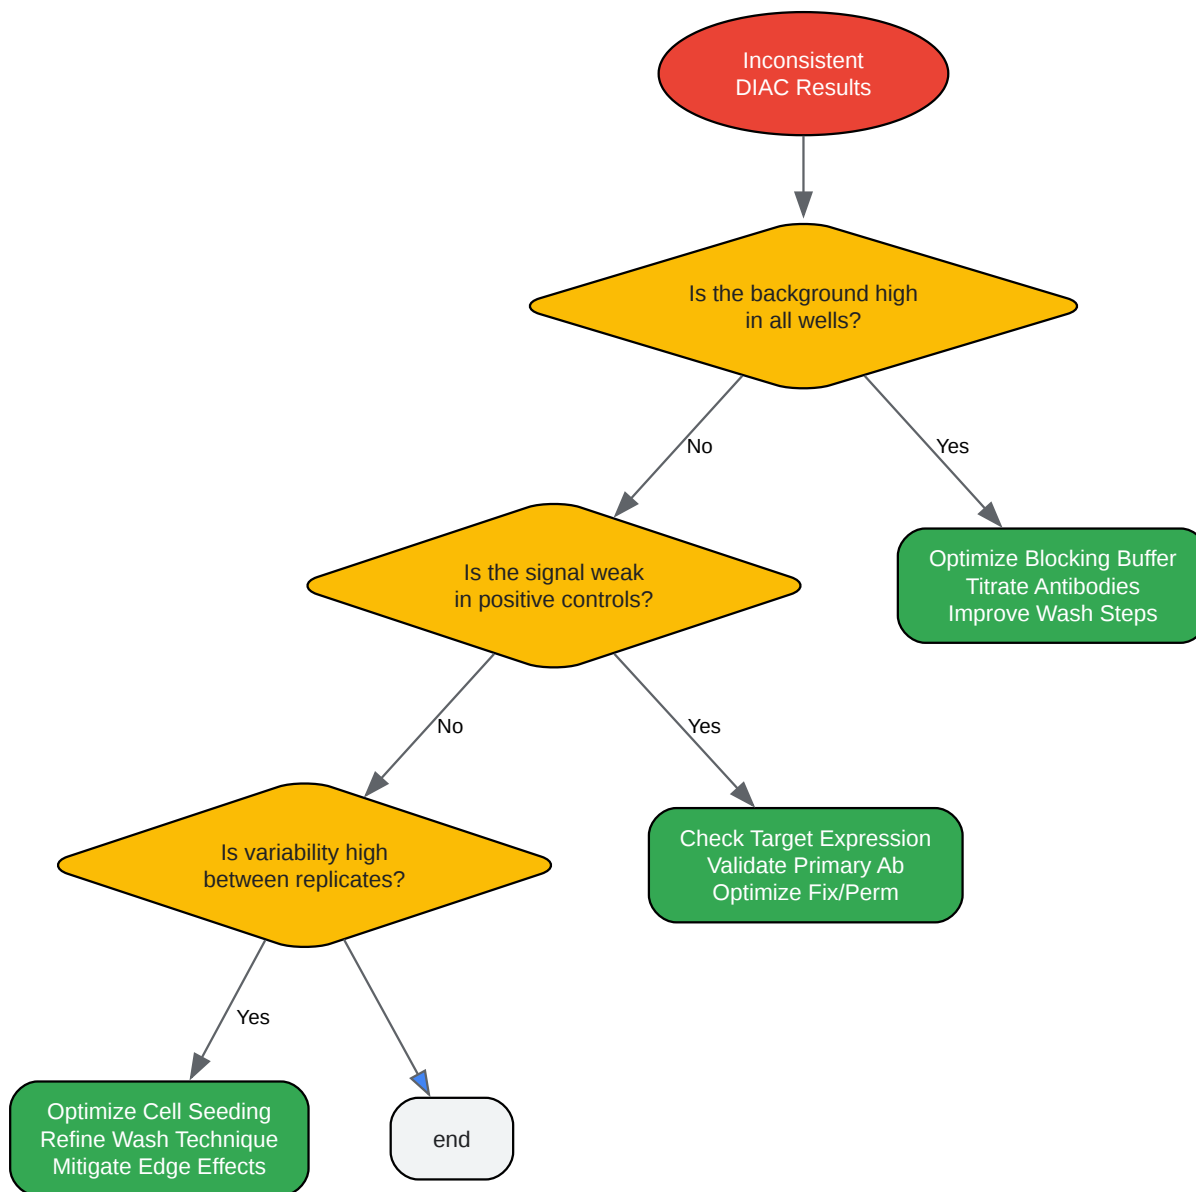 Inconsistent
DIAC Results
Is the background high
in all wells?
No
Yes
Optimize Blocking Buffer
Titrate Antibodies
Improve Wash Steps
Is the signal weak
in positive controls?
No
Yes
Check Target Expression
Validate Primary Ab
Optimize Fix/Perm
Is variability high
between replicates?
Yes
Optimize Cell Seeding
Refine Wash Technique
Mitigate Edge Effects
end